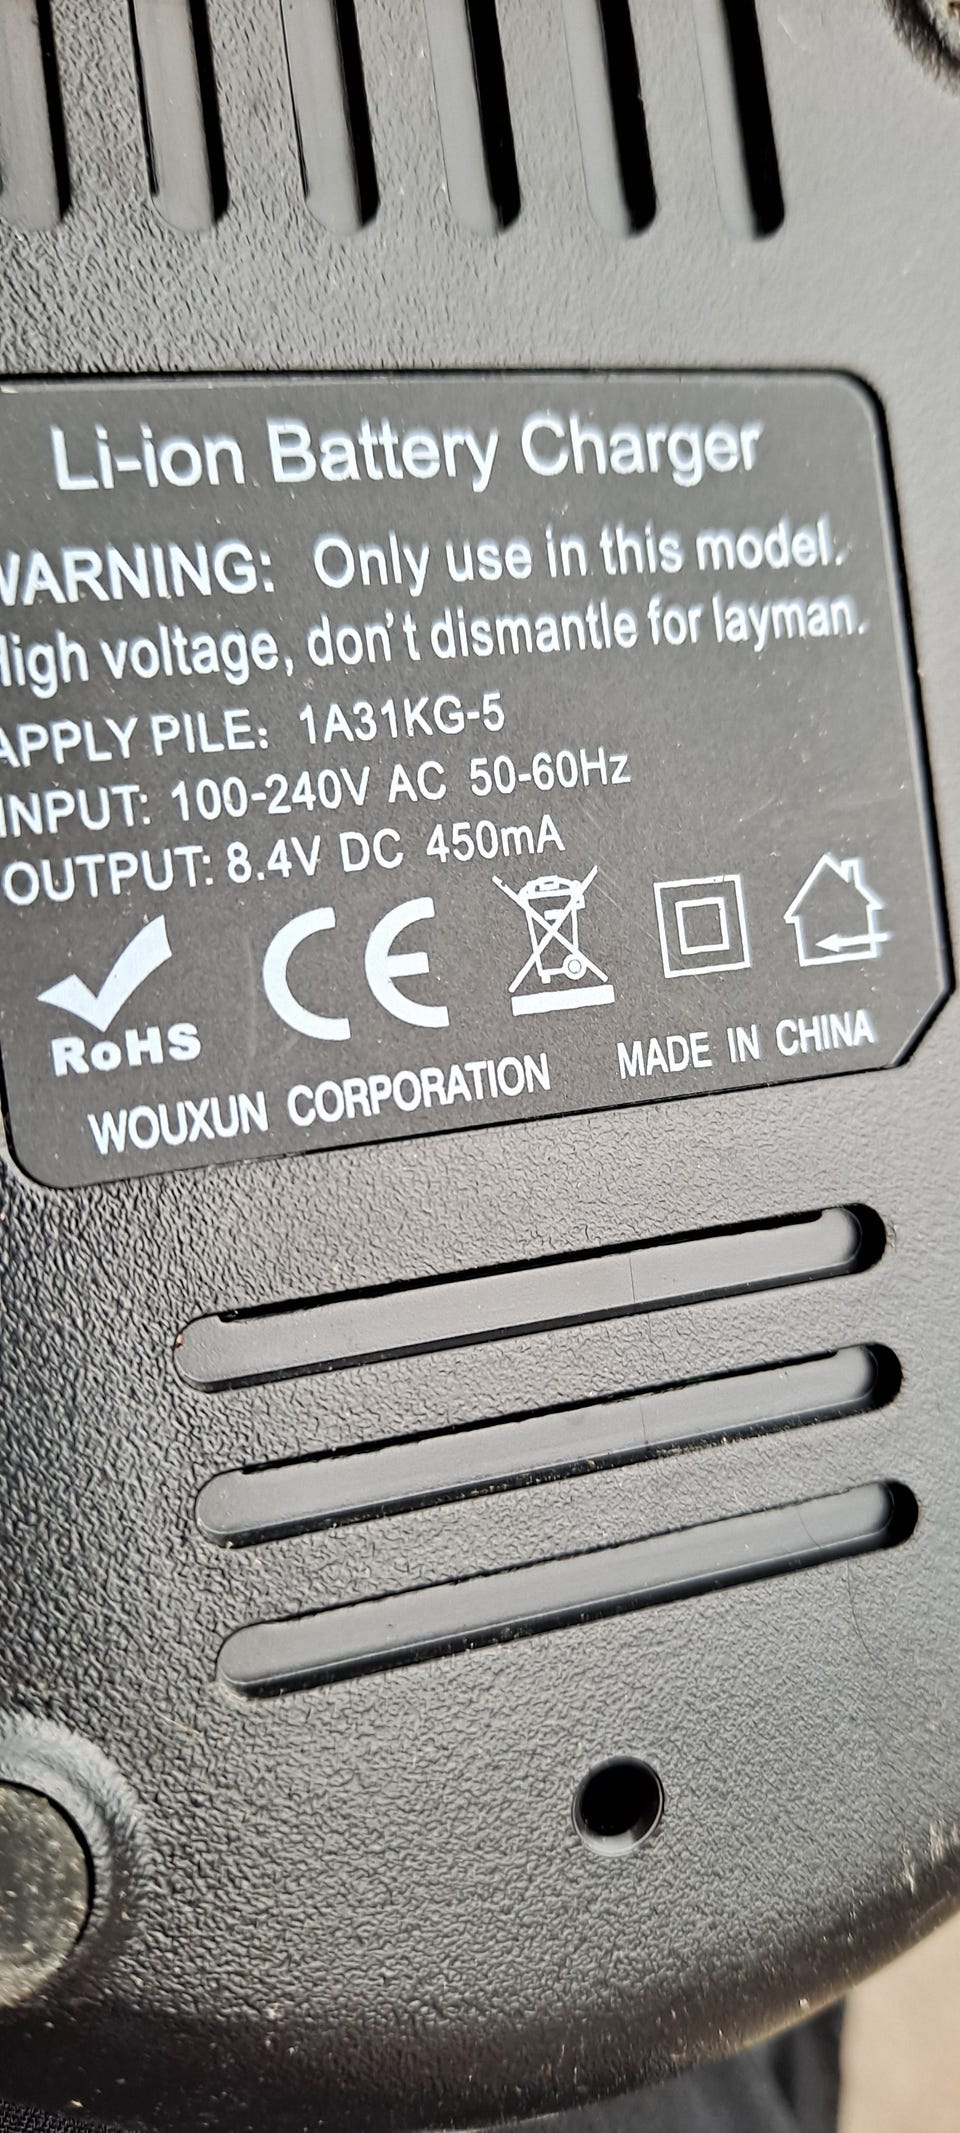 Li-ion Battery Charger
WARNING: Only use in this model.
High voltage, don't dismantle for layman.
APPLY PILE: 1A31KG-5
INPUT: 100-240V AC 50-60Hz
OUTPUT: 8.4V DC 450mA
RoHS CE
WOUXUN CORPORATION MADE IN CHINA